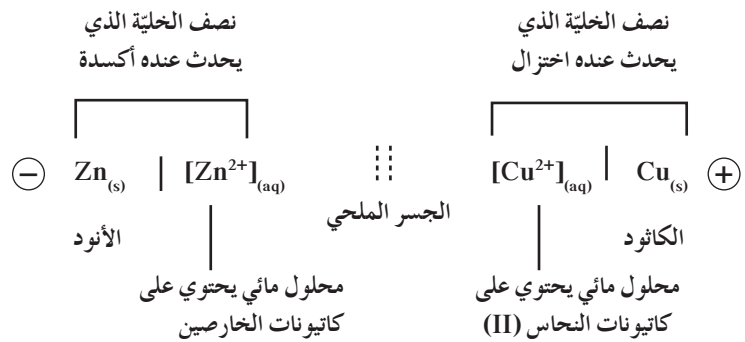 نصف الخليّة الذي
يحدث عنده أكسدة
نصف الخليّة الذي
يحدث عنده اختزال
− Zn(s) | [Zn²⁺](aq) ⁞⁞ [Cu²⁺](aq) | Cu(s) +
الجسر الملحي
الأنود
الكاثود
محلول مائي يحتوي على
كاتيونات الخارصين
محلول مائي يحتوي على
كاتيونات النحاس (II)